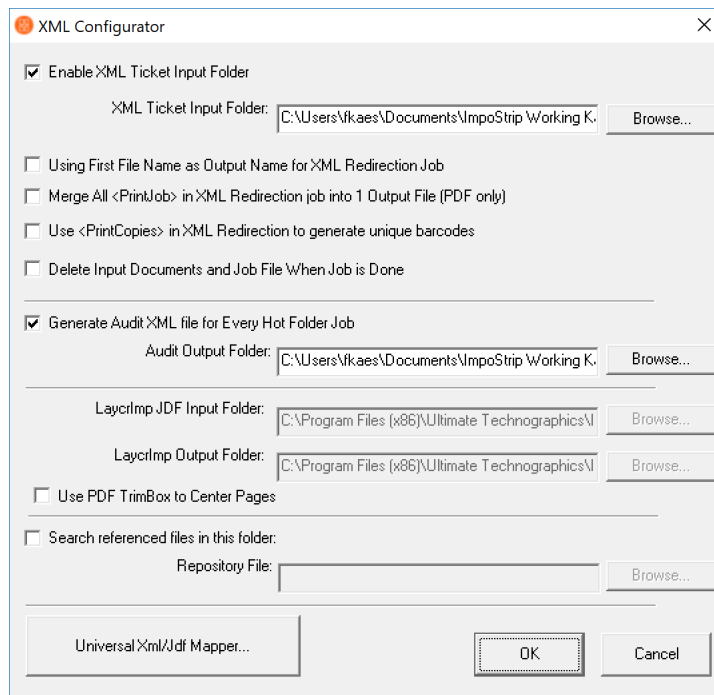 XML Configurator
Enable XML Ticket Input Folder
XML Ticket Input Folder: C:\Users\fkaes\Documents\ImpoStrip Working K Browse...
Using First File Name as Output Name for XML Redirection Job
Merge All <PrintJob> in XML Redirection job into 1 Output File (PDF only)
Use <PrintCopies> in XML Redirection to generate unique barcodes
Delete Input Documents and Job File When Job is Done
Generate Audit XML file for Every Hot Folder Job
Audit Output Folder: C:\Users\fkaes\Documents\ImpoStrip Working K Browse...
LaycrImp JDF Input Folder: C:\Program Files (x86)\Ultimate Technographics\I Browse...
LaycrImp Output Folder: C:\Program Files (x86)\Ultimate Technographics\I Browse...
Use PDF TrimBox to Center Pages
Search referenced files in this folder:
Repository File: Browse...
Universal Xml/Jdf Mapper... OK Cancel